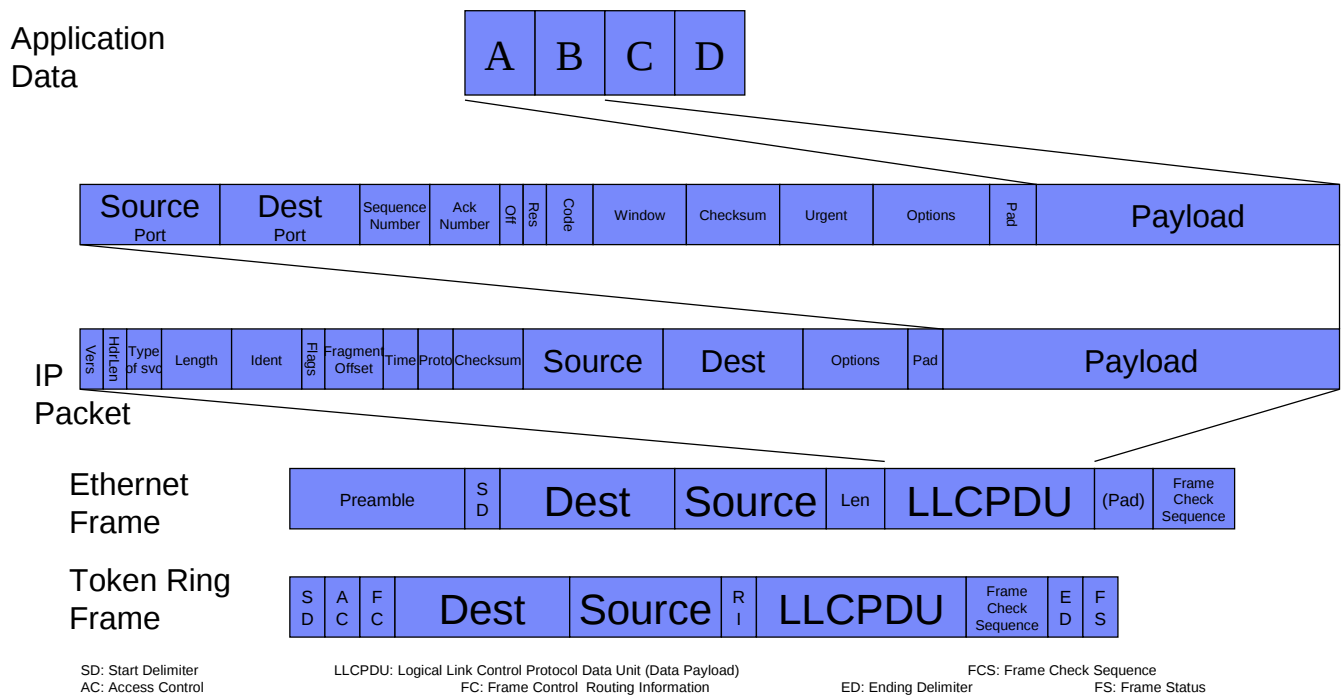 Application
Data
A B C D
Source
Port
Dest
Port
Sequence
Number
Ack
Number
Off
Res
Code
Window
Checksum
Urgent
Options
Pad
Payload
IP
Packet
Vers
HdrLen
Type
of svc
Length
Ident
Flags
Fragment
Offset
Time
Proto
Checksum
Source
Dest
Options
Pad
Payload
Ethernet
Frame
Preamble
S
D
Dest
Source
Len
LLCPDU
(Pad)
Frame
Check
Sequence
Token Ring
Frame
S
D
A
C
F
C
Dest
Source
R
I
LLCPDU
Frame
Check
Sequence
E
D
F
S
SD: Start Delimiter LLCPDU: Logical Link Control Protocol Data Unit (Data Payload) FCS: Frame Check Sequence
AC: Access Control FC: Frame Control Routing Information ED: Ending Delimiter FS: Frame Status